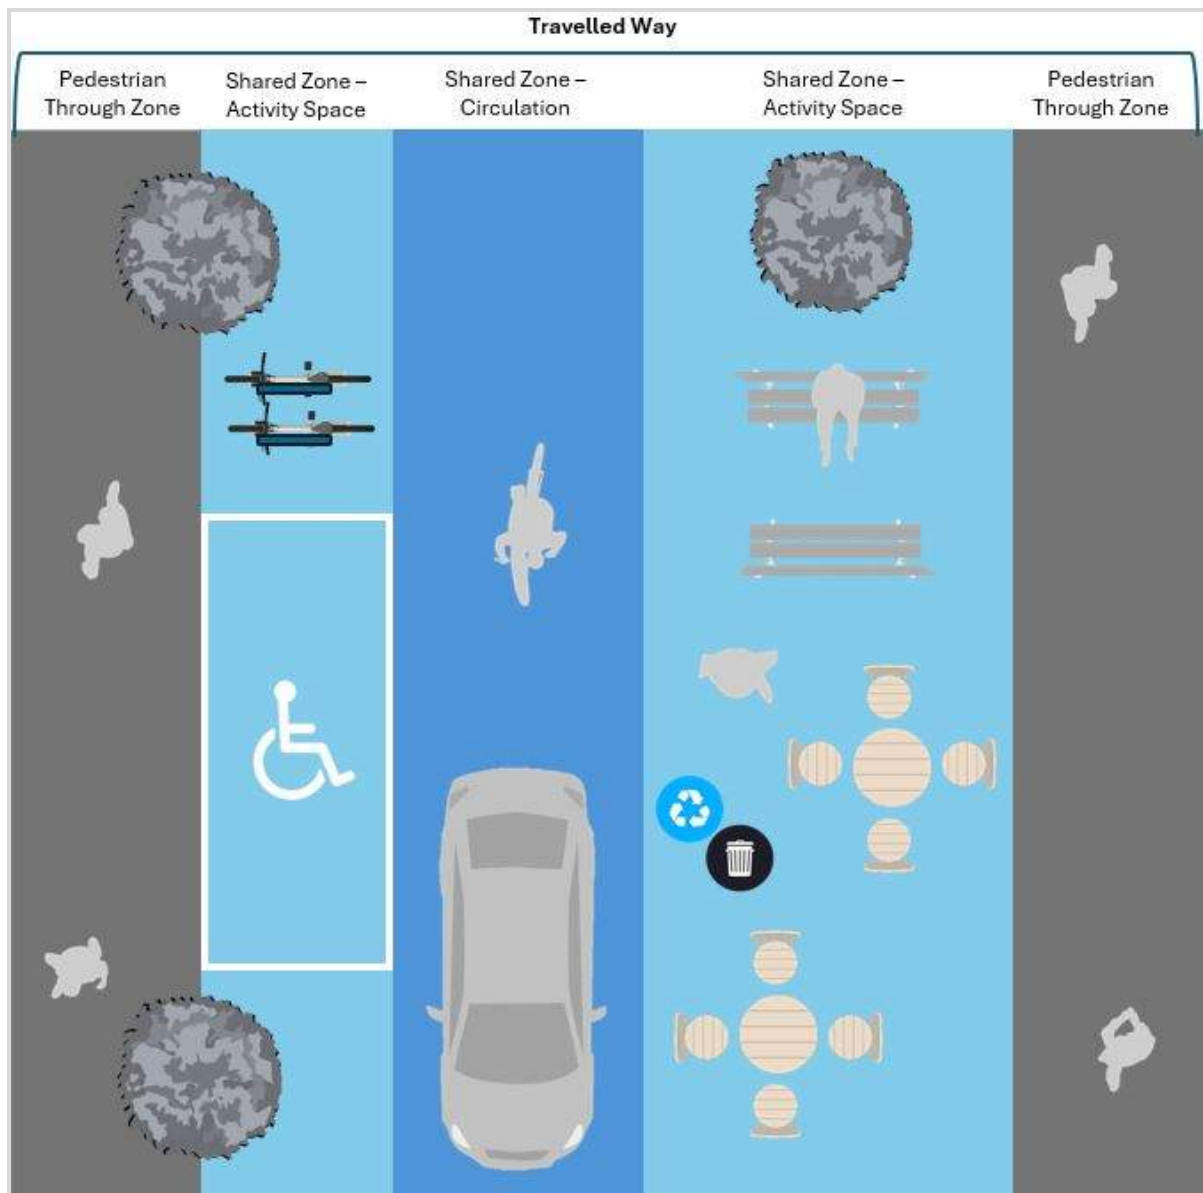 Travelled Way
Pedestrian
Through Zone
Shared Zone –
Activity Space
Shared Zone –
Circulation
Shared Zone –
Activity Space
Pedestrian
Through Zone